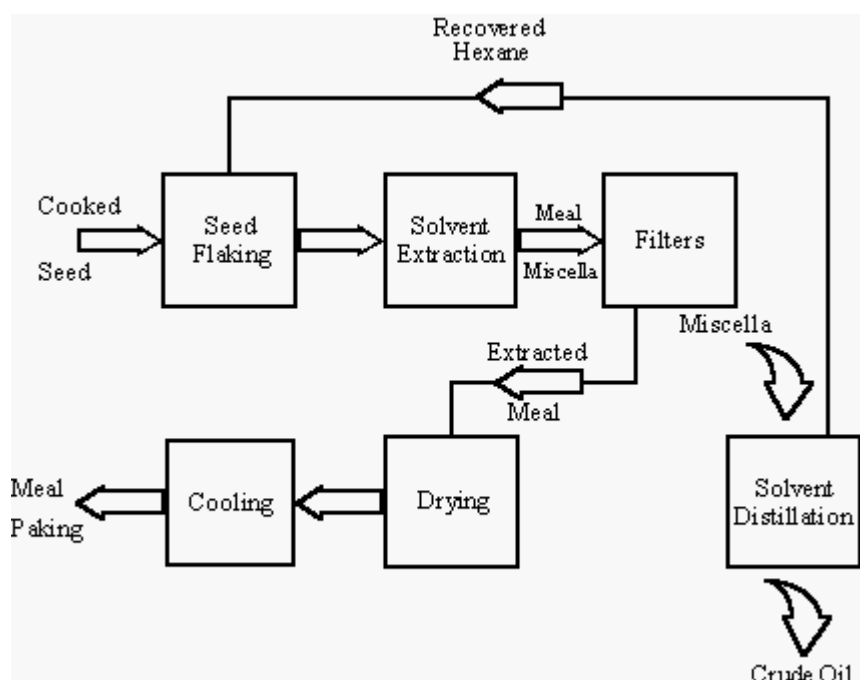 Recovered
Hexane
Cooked
Seed
Seed
Flaking
Solvent
Extraction
Meal
Miscella
Filters
Miscella
Extracted
Meal
Meal
Paking
Cooling
Drying
Solvent
Distillation
Crude Oil